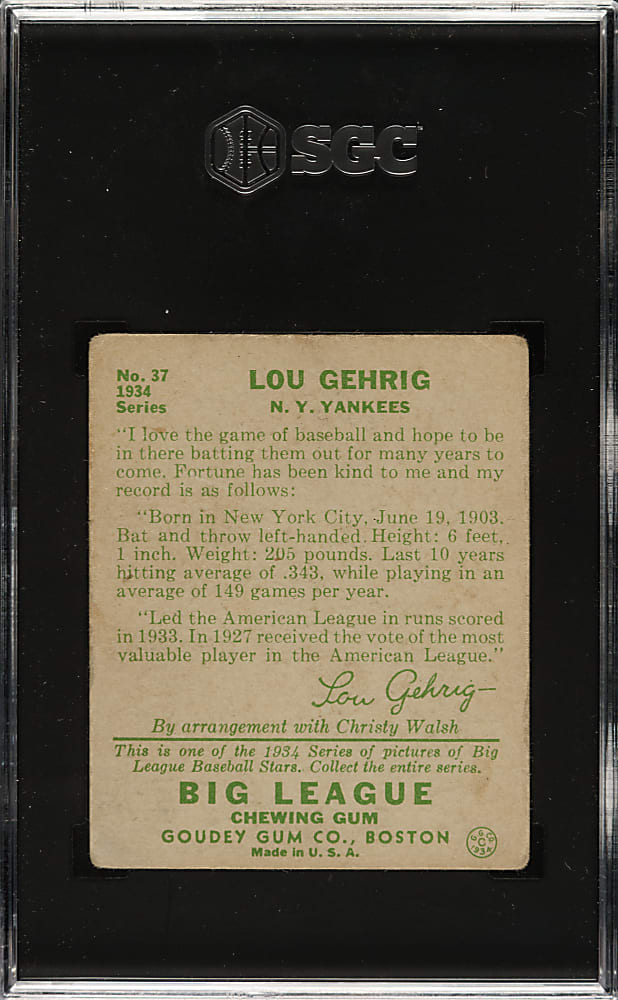 SGC
No. 37
1934
Series
LOU GEHRIG
N. Y. YANKEES
"I love the game of baseball and hope to be
in there batting them out for many years to
come. Fortune has been kind to me and my
record is as follows:
"Born in New York City, June 19, 1903.
Bat and throw left-handed. Height: 6 feet,
1 inch. Weight: 205 pounds. Last 10 years
hitting average of .343, while playing in an
average of 149 games per year.
"Led the American League in runs scored
in 1933. In 1927 received the vote of the most
valuable player in the American League."
Lou Gehrig
By arrangement with Christy Walsh
This is one of the 1934 Series of pictures of Big
League Baseball Stars. Collect the entire series.
BIG LEAGUE
CHEWING GUM
GOUDEY GUM CO., BOSTON
Made in U. S. A.
G. G. CO.
C
1934